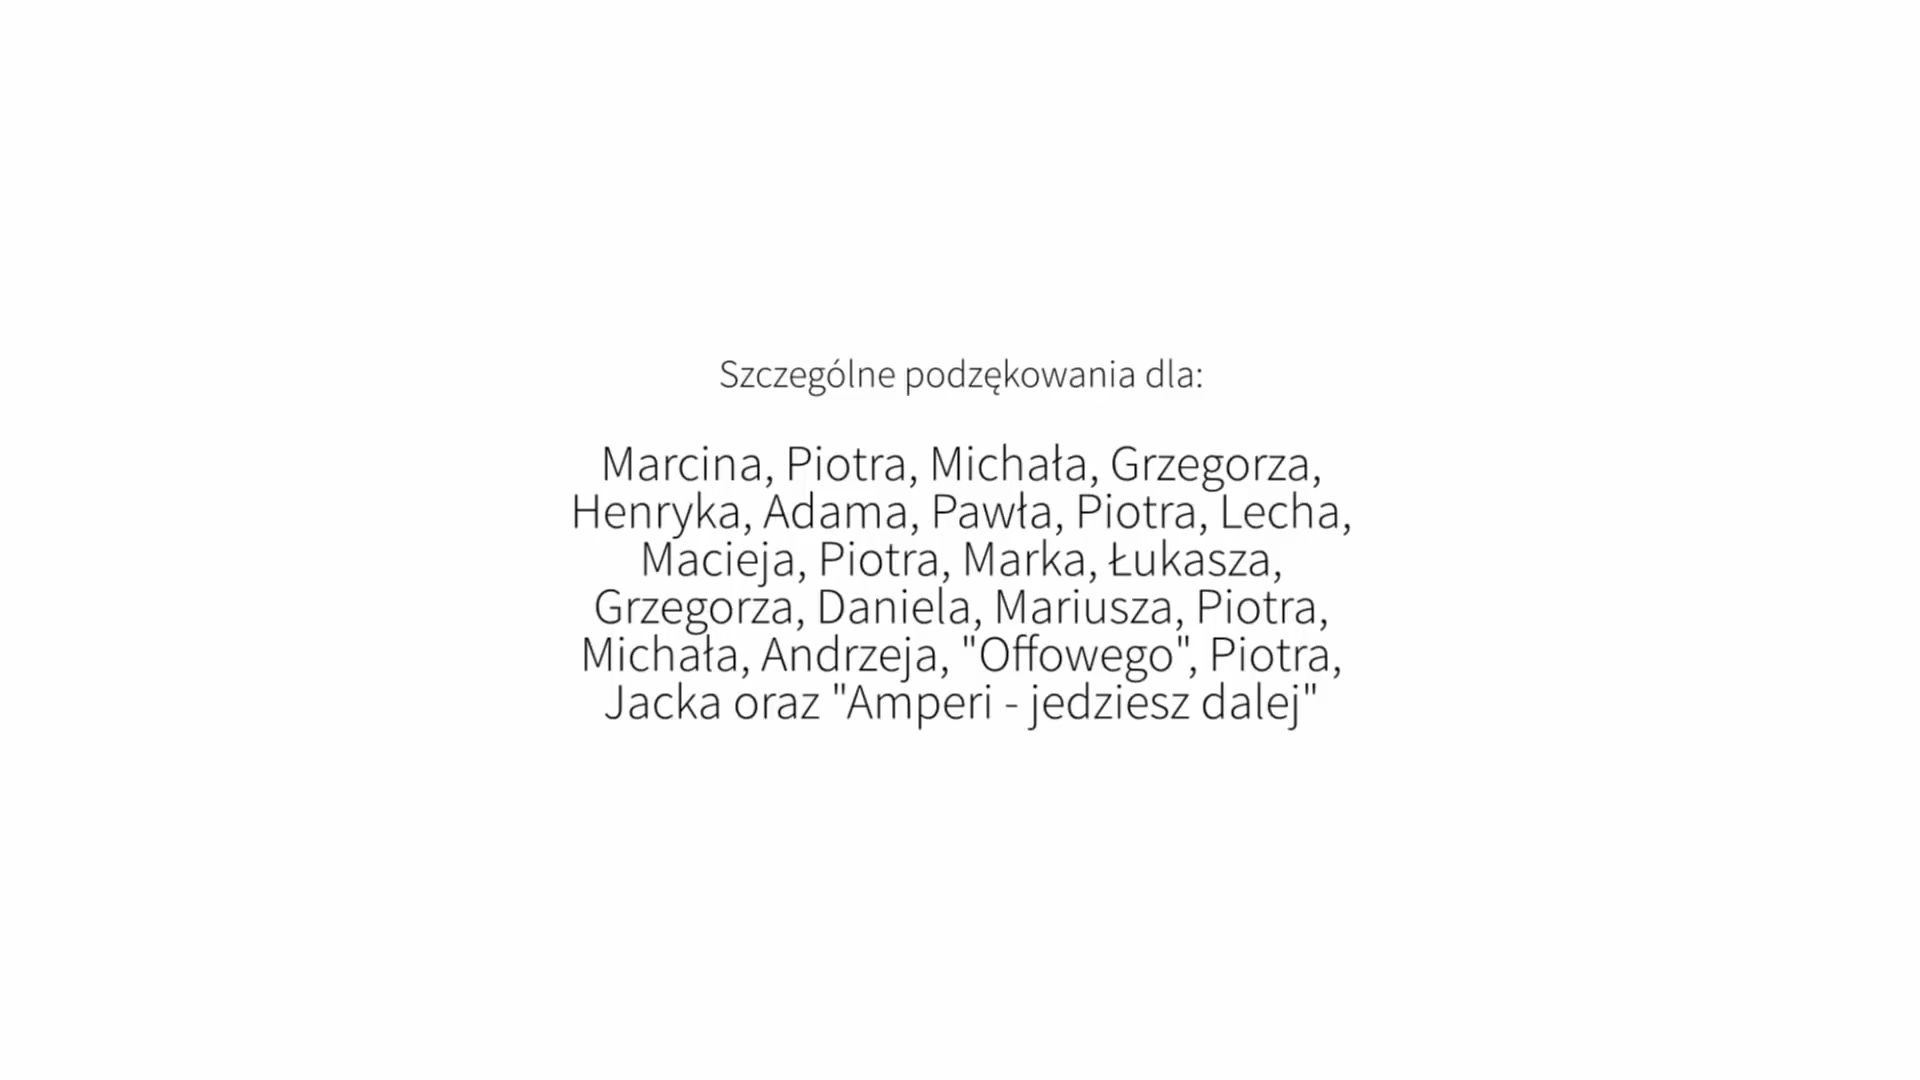 Szczególne podzękowania dla:
Marcina, Piotra, Michała, Grzegorza,
Henryka, Adama, Pawła, Piotra, Lecha,
Macieja, Piotra, Marka, Łukasza,
Grzegorza, Daniela, Mariusza, Piotra,
Michała, Andrzeja, "Offowego", Piotra,
Jacka oraz "Amperi - jedziesz dalej"